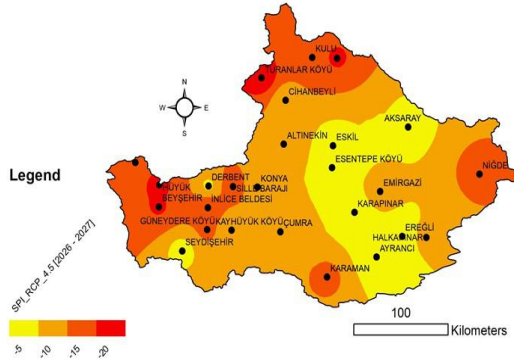 KULU
TURANLAR KÖYÜ
N
W E
S
CİHANBEYLİ
AKSARAY
ALTINEKİN
ESKİL
ESENTEPE KÖYÜ
Legend
NİĞDE
DERBENT
KONYA
HÜYÜK
SİLLE BARAJI
EMİRGAZİ
BEYŞEHİR
İNLİCE BELDESİ
KARAPINAR
GÜNEYDERE KÖYÜ
KAYHÜYÜK KÖYÜ
ÇUMRA
EREĞLİ
HALKAPINAR
SEYDİŞEHİR
AYRANCI
KARAMAN
SPI_RCP_4.5 [2026 - 2027]
100
Kilometers
-5
-10
-15
-20